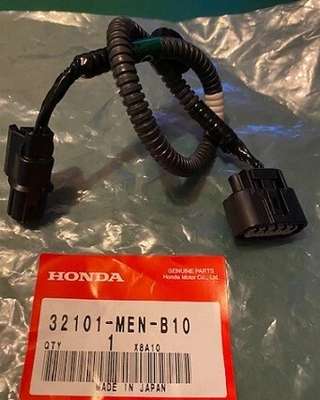 HONDA
GENUINE PARTS
Honda Motor Co., Ltd.
32101-MEN-B10
QTY 1 X8A10
MADE IN JAPAN